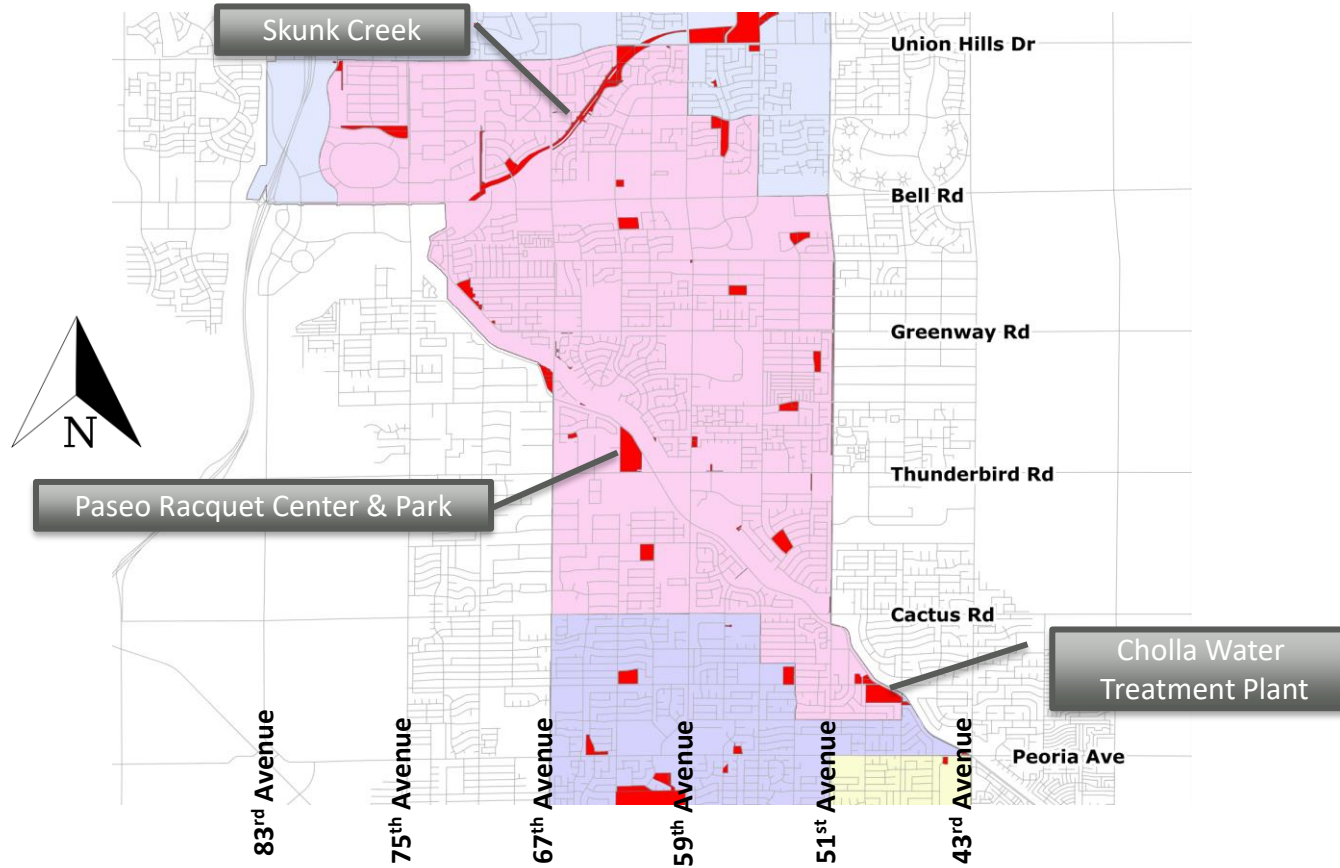 Skunk Creek
Union Hills Dr
Bell Rd
Greenway Rd
N
Thunderbird Rd
Paseo Racquet Center & Park
Cactus Rd
Cholla Water
Treatment Plant
Peoria Ave
83rd Avenue
75th Avenue
67th Avenue
59th Avenue
51st Avenue
43rd Avenue